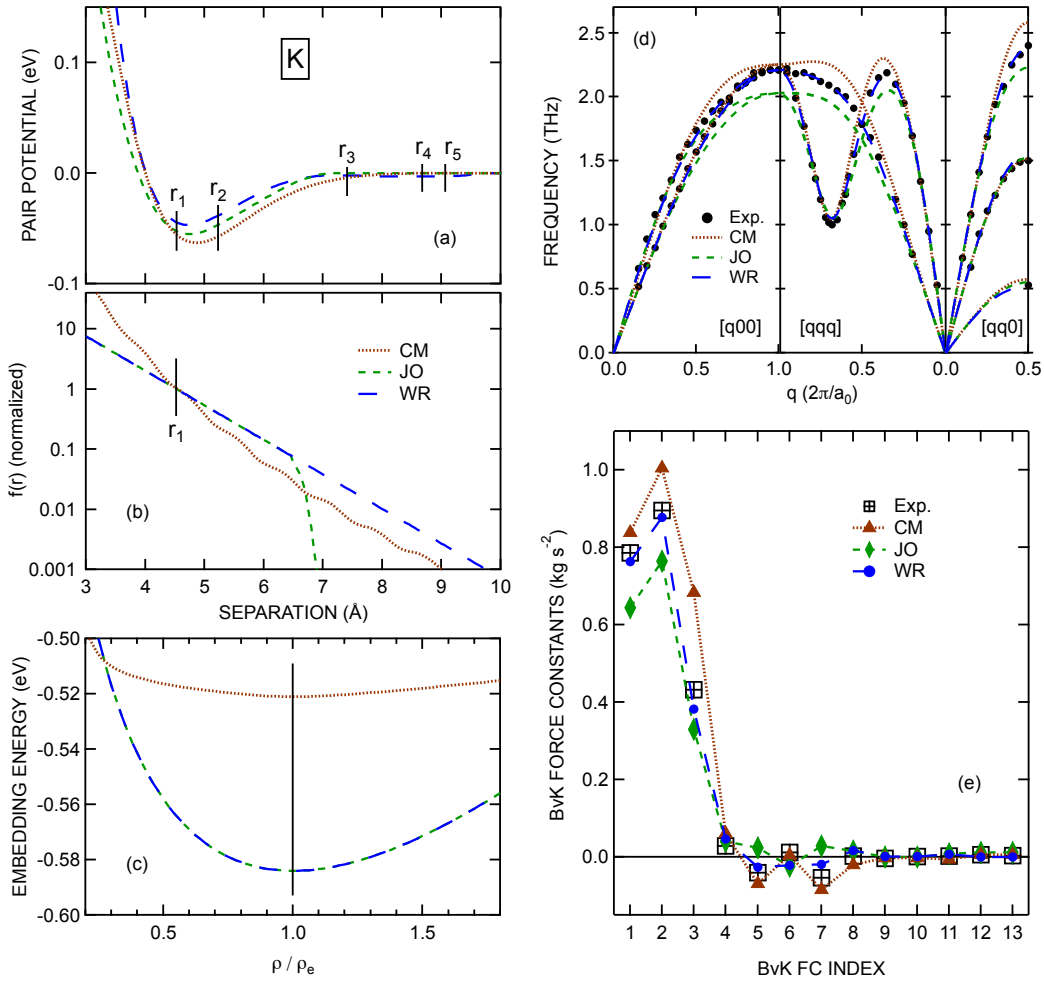 PAIR POTENTIAL (eV)
0.1
0.0
-0.1
K
r1
r2
r3
r4
r5
(a)
f(r) (normalized)
10
1
0.1
0.01
0.001
r1
CM
JO
WR
(b)
3 4 5 6 7 8 9 10
SEPARATION (Å)
EMBEDDING ENERGY (eV)
-0.50
-0.52
-0.54
-0.56
-0.58
-0.60
(c)
0.5 1.0 1.5
ρ / ρe
FREQUENCY (THz)
2.5
2.0
1.5
1.0
0.5
0.0
(d)
Exp.
CM
JO
WR
[q00] [qqq] [qq0]
0.0 0.5 1.0 0.5 0.0 0.5
q (2π/a0)
BvK FORCE CONSTANTS (kg s-2)
1.0
0.8
0.6
0.4
0.2
0.0
Exp.
CM
JO
WR
(e)
1 2 3 4 5 6 7 8 9 10 11 12 13
BvK FC INDEX